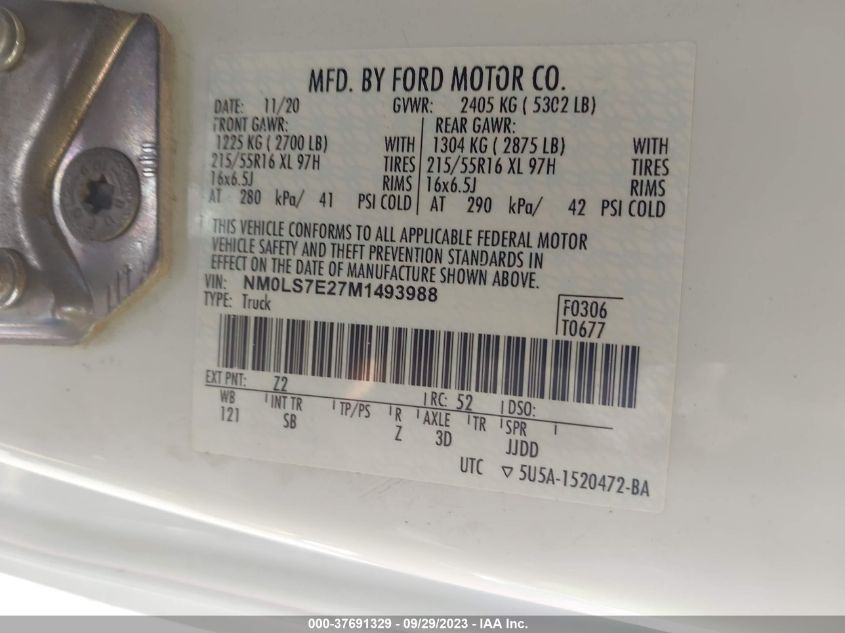 MFD. BY FORD MOTOR CO.
DATE: 11/20 GVWR: 2405 KG ( 5302 LB)
FRONT GAWR: REAR GAWR:
1225 KG ( 2700 LB) WITH 1304 KG ( 2875 LB) WITH
215/55R16 XL 97H TIRES 215/55R16 XL 97H TIRES
16x6.5J RIMS 16x6.5J RIMS
AT 280 kPa/ 41 PSI COLD AT 290 kPa/ 42 PSI COLD
THIS VEHICLE CONFORMS TO ALL APPLICABLE FEDERAL MOTOR
VEHICLE SAFETY AND THEFT PREVENTION STANDARDS IN
EFFECT ON THE DATE OF MANUFACTURE SHOWN ABOVE.
VIN: NM0LS7E27M1493988
TYPE: Truck
F0306
T0677
EXT PNT: Z2 RC: 52 DSO:
WB INT TR TP/PS R AXLE TR SPR
121 SB Z 3D JJDD
UTC ▽ 5U5A-1520472-BA
000-37691329 - 09/29/2023 - IAA Inc.